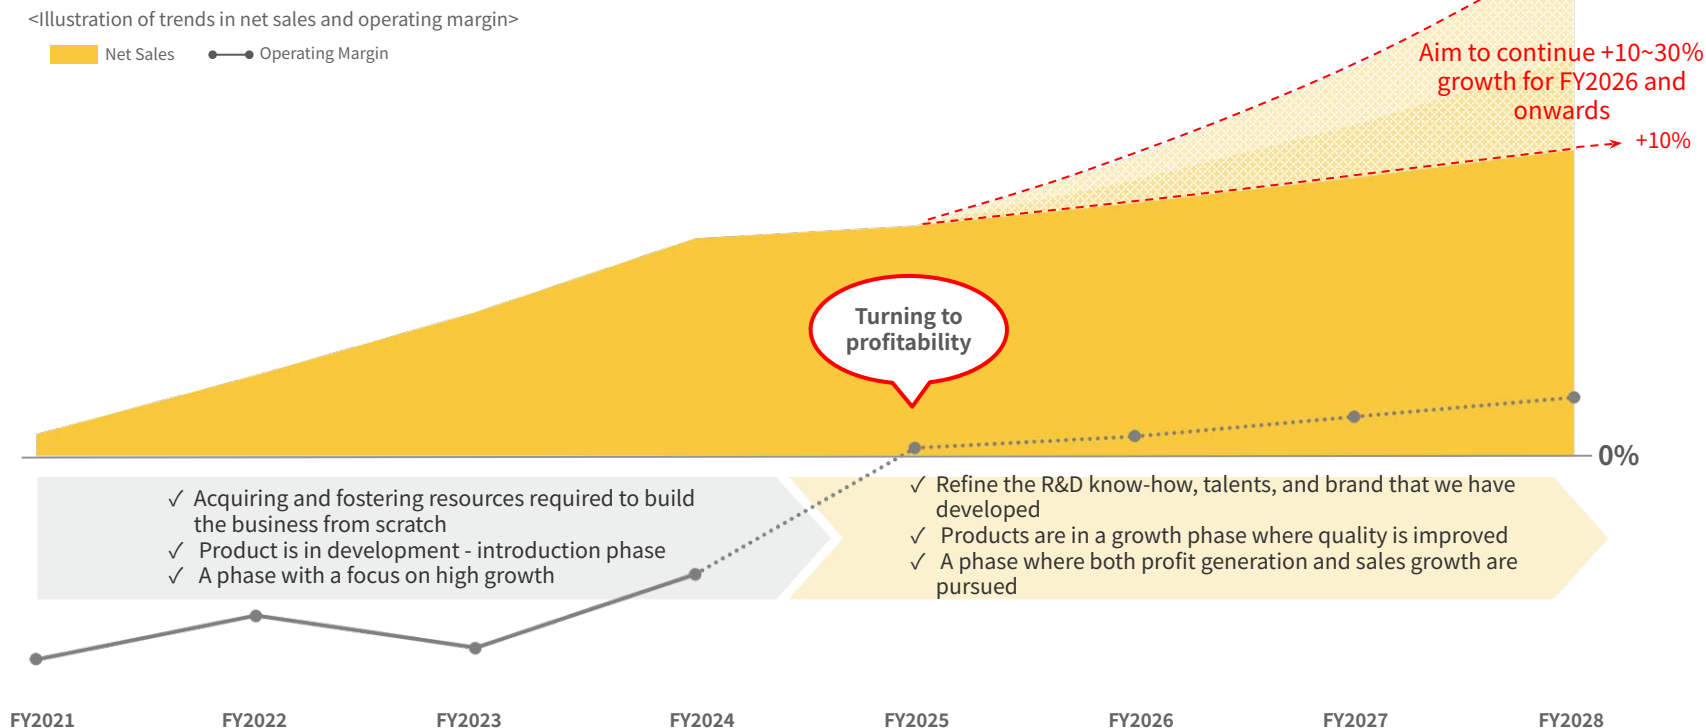 <Illustration of trends in net sales and operating margin>
Net Sales
Operating Margin
Aim to continue +10~30%
growth for FY2026 and
onwards
+10%
Turning to
profitability
0%
✓ Acquiring and fostering resources required to build
the business from scratch
✓ Product is in development - introduction phase
✓ A phase with a focus on high growth
✓ Refine the R&D know-how, talents, and brand that we have
developed
✓ Products are in a growth phase where quality is improved
✓ A phase where both profit generation and sales growth are
pursued
FY2021
FY2022
FY2023
FY2024
FY2025
FY2026
FY2027
FY2028